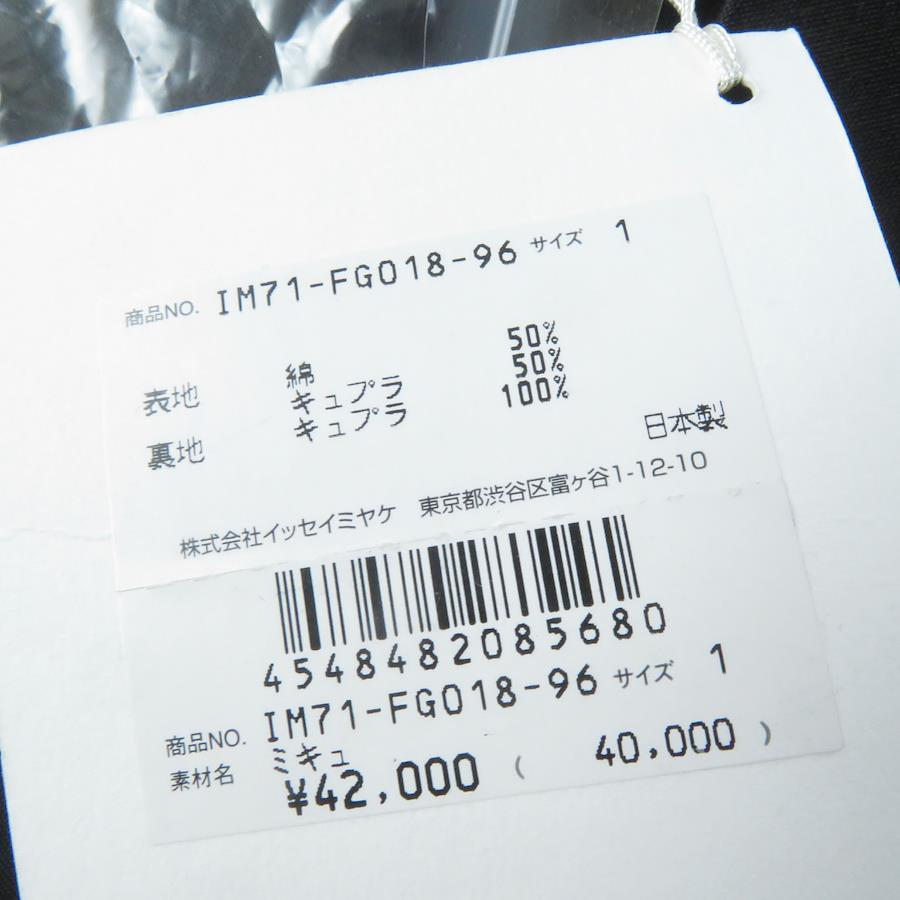 商品NO. IM71-FG018-96 サイズ 1
表地 綿 50%
キュプラ 50%
裏地 キュプラ 100%
日本製
株式会社イッセイミヤケ 東京都渋谷区富ヶ谷1-12-10
4548482085680
商品NO. IM71-FG018-96 サイズ 1
素材名 ミキュ
¥42,000 ( 40,000 )